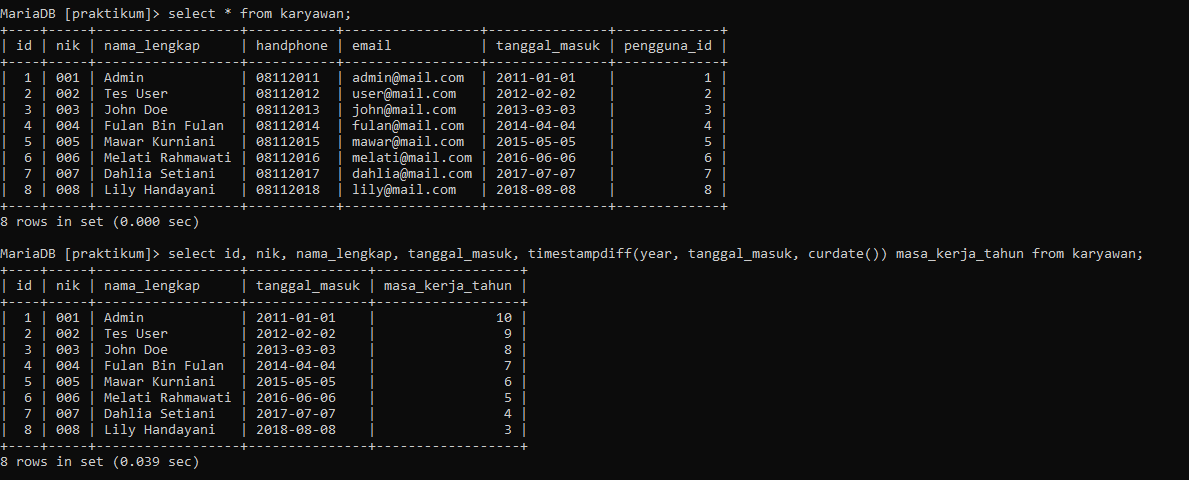 MariaDB [praktikum]> select * from karyawan;
+----+-----+------------------+-----------+-----------------+---------------+-------------+
| id | nik | nama_lengkap     | handphone | email           | tanggal_masuk | pengguna_id |
+----+-----+------------------+-----------+-----------------+---------------+-------------+
|  1 | 001 | Admin            | 08112011  | admin@mail.com  | 2011-01-01    |           1 |
|  2 | 002 | Tes User         | 08112012  | user@mail.com   | 2012-02-02    |           2 |
|  3 | 003 | John Doe         | 08112013  | john@mail.com   | 2013-03-03    |           3 |
|  4 | 004 | Fulan Bin Fulan  | 08112014  | fulan@mail.com  | 2014-04-04    |           4 |
|  5 | 005 | Mawar Kurniani   | 08112015  | mawar@mail.com  | 2015-05-05    |           5 |
|  6 | 006 | Melati Rahmawati | 08112016  | melati@mail.com | 2016-06-06    |           6 |
|  7 | 007 | Dahlia Setiani   | 08112017  | dahlia@mail.com | 2017-07-07    |           7 |
|  8 | 008 | Lily Handayani   | 08112018  | lily@mail.com   | 2018-08-08    |           8 |
+----+-----+------------------+-----------+-----------------+---------------+-------------+
8 rows in set (0.000 sec)
MariaDB [praktikum]> select id, nik, nama_lengkap, tanggal_masuk, timestampdiff(year, tanggal_masuk, curdate()) masa_kerja_tahun from karyawan;
+----+-----+------------------+---------------+------------------+
| id | nik | nama_lengkap     | tanggal_masuk | masa_kerja_tahun |
+----+-----+------------------+---------------+------------------+
|  1 | 001 | Admin            | 2011-01-01    |               10 |
|  2 | 002 | Tes User         | 2012-02-02    |                9 |
|  3 | 003 | John Doe         | 2013-03-03    |                8 |
|  4 | 004 | Fulan Bin Fulan  | 2014-04-04    |                7 |
|  5 | 005 | Mawar Kurniani   | 2015-05-05    |                6 |
|  6 | 006 | Melati Rahmawati | 2016-06-06    |                5 |
|  7 | 007 | Dahlia Setiani   | 2017-07-07    |                4 |
|  8 | 008 | Lily Handayani   | 2018-08-08    |                3 |
+----+-----+------------------+---------------+------------------+
8 rows in set (0.039 sec)